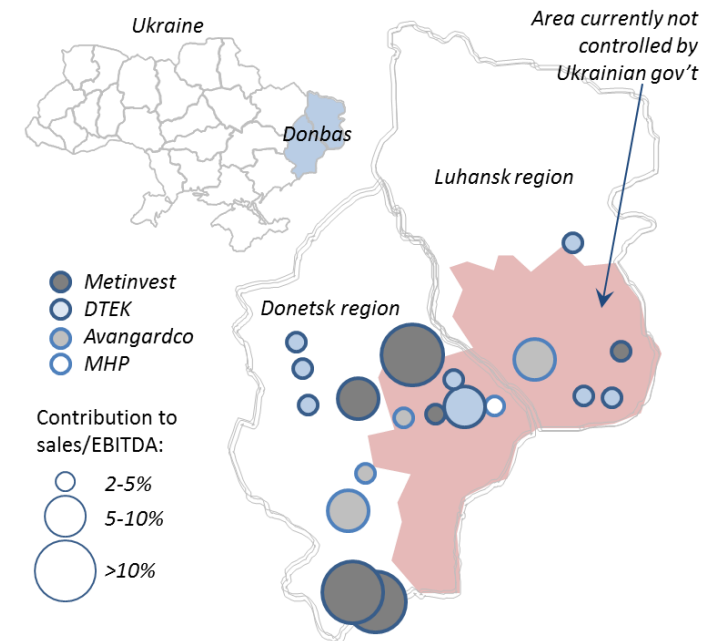 Ukraine
Donbas
Area currently not
controlled by
Ukrainian gov't
Luhansk region
Donetsk region
Metinvest
DTEK
Avangardco
MHP
Contribution to
sales/EBITDA:
2-5%
5-10%
>10%